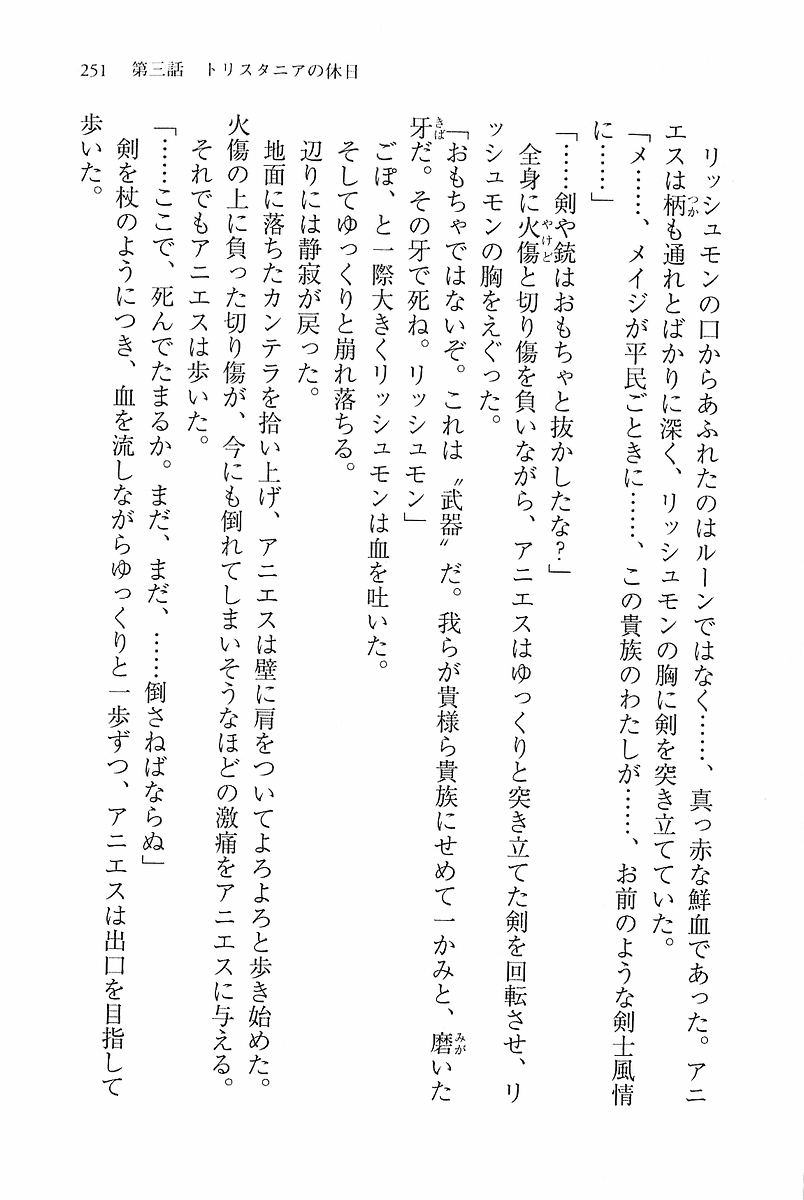 251　第三話　トリスタニアの休日
　リッシュモンの口からあふれたのはルーンではなく……、真っ赤な鮮血であった。アニ
エスは柄も通れとばかりに深く、リッシュモンの胸に剣を突き立てていた。
「メ……、メイジが平民ごときに……、この貴族のわたしが……、お前のような剣士風情
に……」
「……剣や銃はおもちゃと抜かしたな？」
　全身に火傷と切り傷を負いながら、アニエスはゆっくりと突き立てた剣を回転させ、リ
ッシュモンの胸をえぐった。
「おもちゃではないぞ。これは〝武器〟だ。我らが貴様ら貴族にせめて一かみと、磨いた
牙だ。その牙で死ね。リッシュモン」
　ごぽ、と一際大きくリッシュモンは血を吐いた。
　そしてゆっくりと崩れ落ちる。
　辺りには静寂が戻った。
　地面に落ちたカンテラを拾い上げ、アニエスは壁に肩をついてよろよろと歩き始めた。
火傷の上に負った切り傷が、今にも倒れてしまいそうなほどの激痛をアニエスに与える。
　それでもアニエスは歩いた。
「……ここで、死んでたまるか。まだ、まだ、……倒さねばならぬ」
　剣を杖のようにつき、血を流しながらゆっくりと一歩ずつ、アニエスは出口を目指して
歩いた。